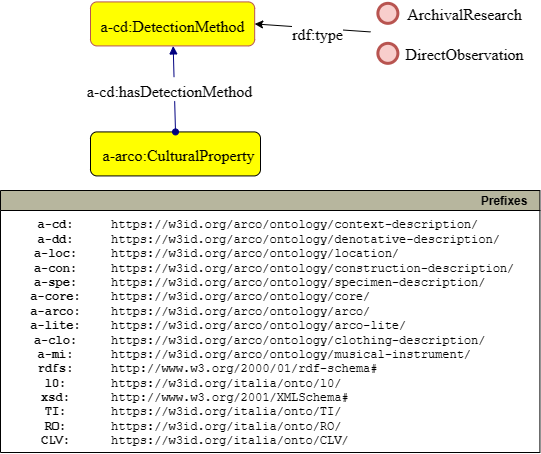 a-cd:DetectionMethod
ArchivalResearch
rdf:type
DirectObservation
a-cd:hasDetectionMethod
a-arco:CulturalProperty
Prefixes
a-cd: https://w3id.org/arco/ontology/context-description/
a-dd: https://w3id.org/arco/ontology/denotative-description/
a-loc: https://w3id.org/arco/ontology/location/
a-con: https://w3id.org/arco/ontology/construction-description/
a-spe: https://w3id.org/arco/ontology/specimen-description/
a-core: https://w3id.org/arco/ontology/core/
a-arco: https://w3id.org/arco/ontology/arco/
a-lite: https://w3id.org/arco/ontology/arco-lite/
a-clo: https://w3id.org/arco/ontology/clothing-description/
a-mi: https://w3id.org/arco/ontology/musical-instrument/
rdfs: http://www.w3.org/2000/01/rdf-schema#
l0: https://w3id.org/italia/onto/l0/
xsd: http://www.w3.org/2001/XMLSchema#
TI: https://w3id.org/italia/onto/TI/
RO: https://w3id.org/italia/onto/RO/
CLV: https://w3id.org/italia/onto/CLV/